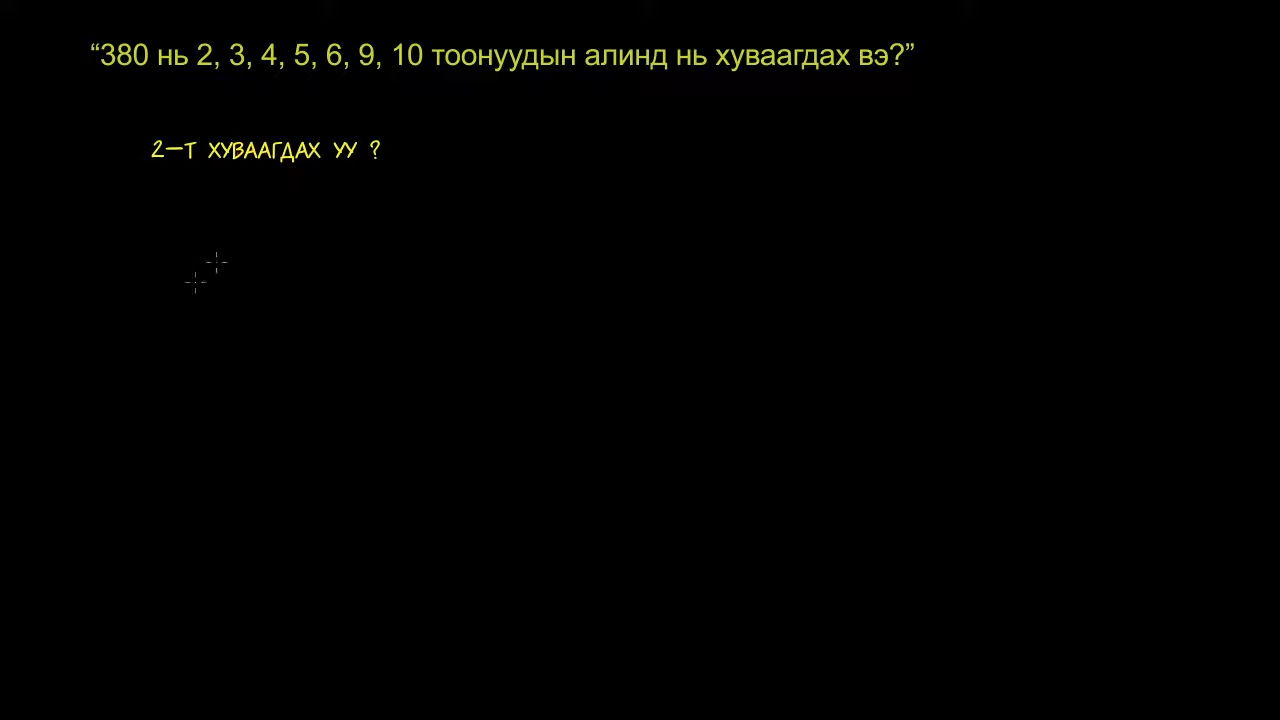 “380 нь 2, 3, 4, 5, 6, 9, 10 тоонуудын алинд нь хуваагдах вэ?”
2-Т ХУВААГДАХ УУ ?